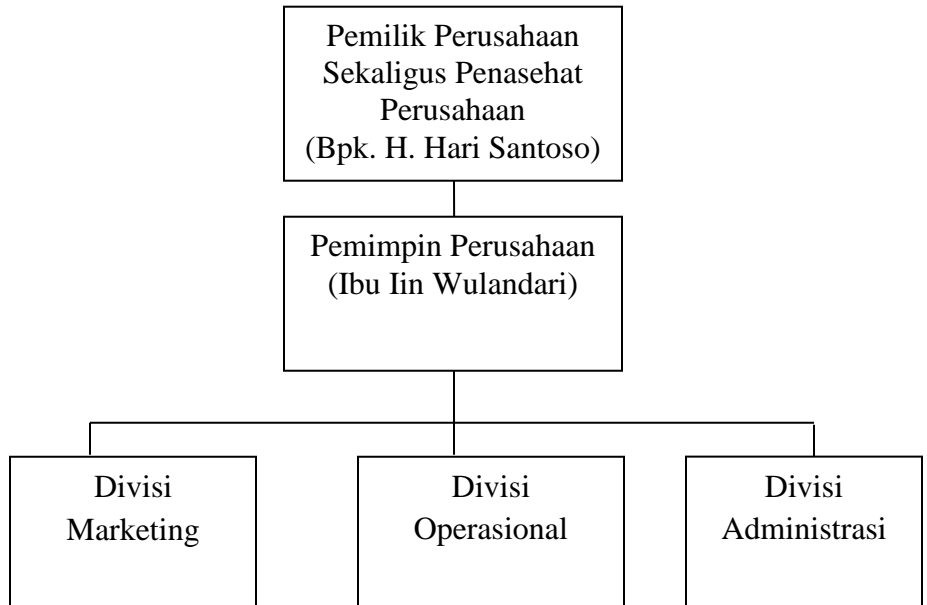 Pemilik Perusahaan
Sekaligus Penasehat
Perusahaan
(Bpk. H. Hari Santoso)
Pemimpin Perusahaan
(Ibu Iin Wulandari)
Divisi
Marketing
Divisi
Operasional
Divisi
Administrasi